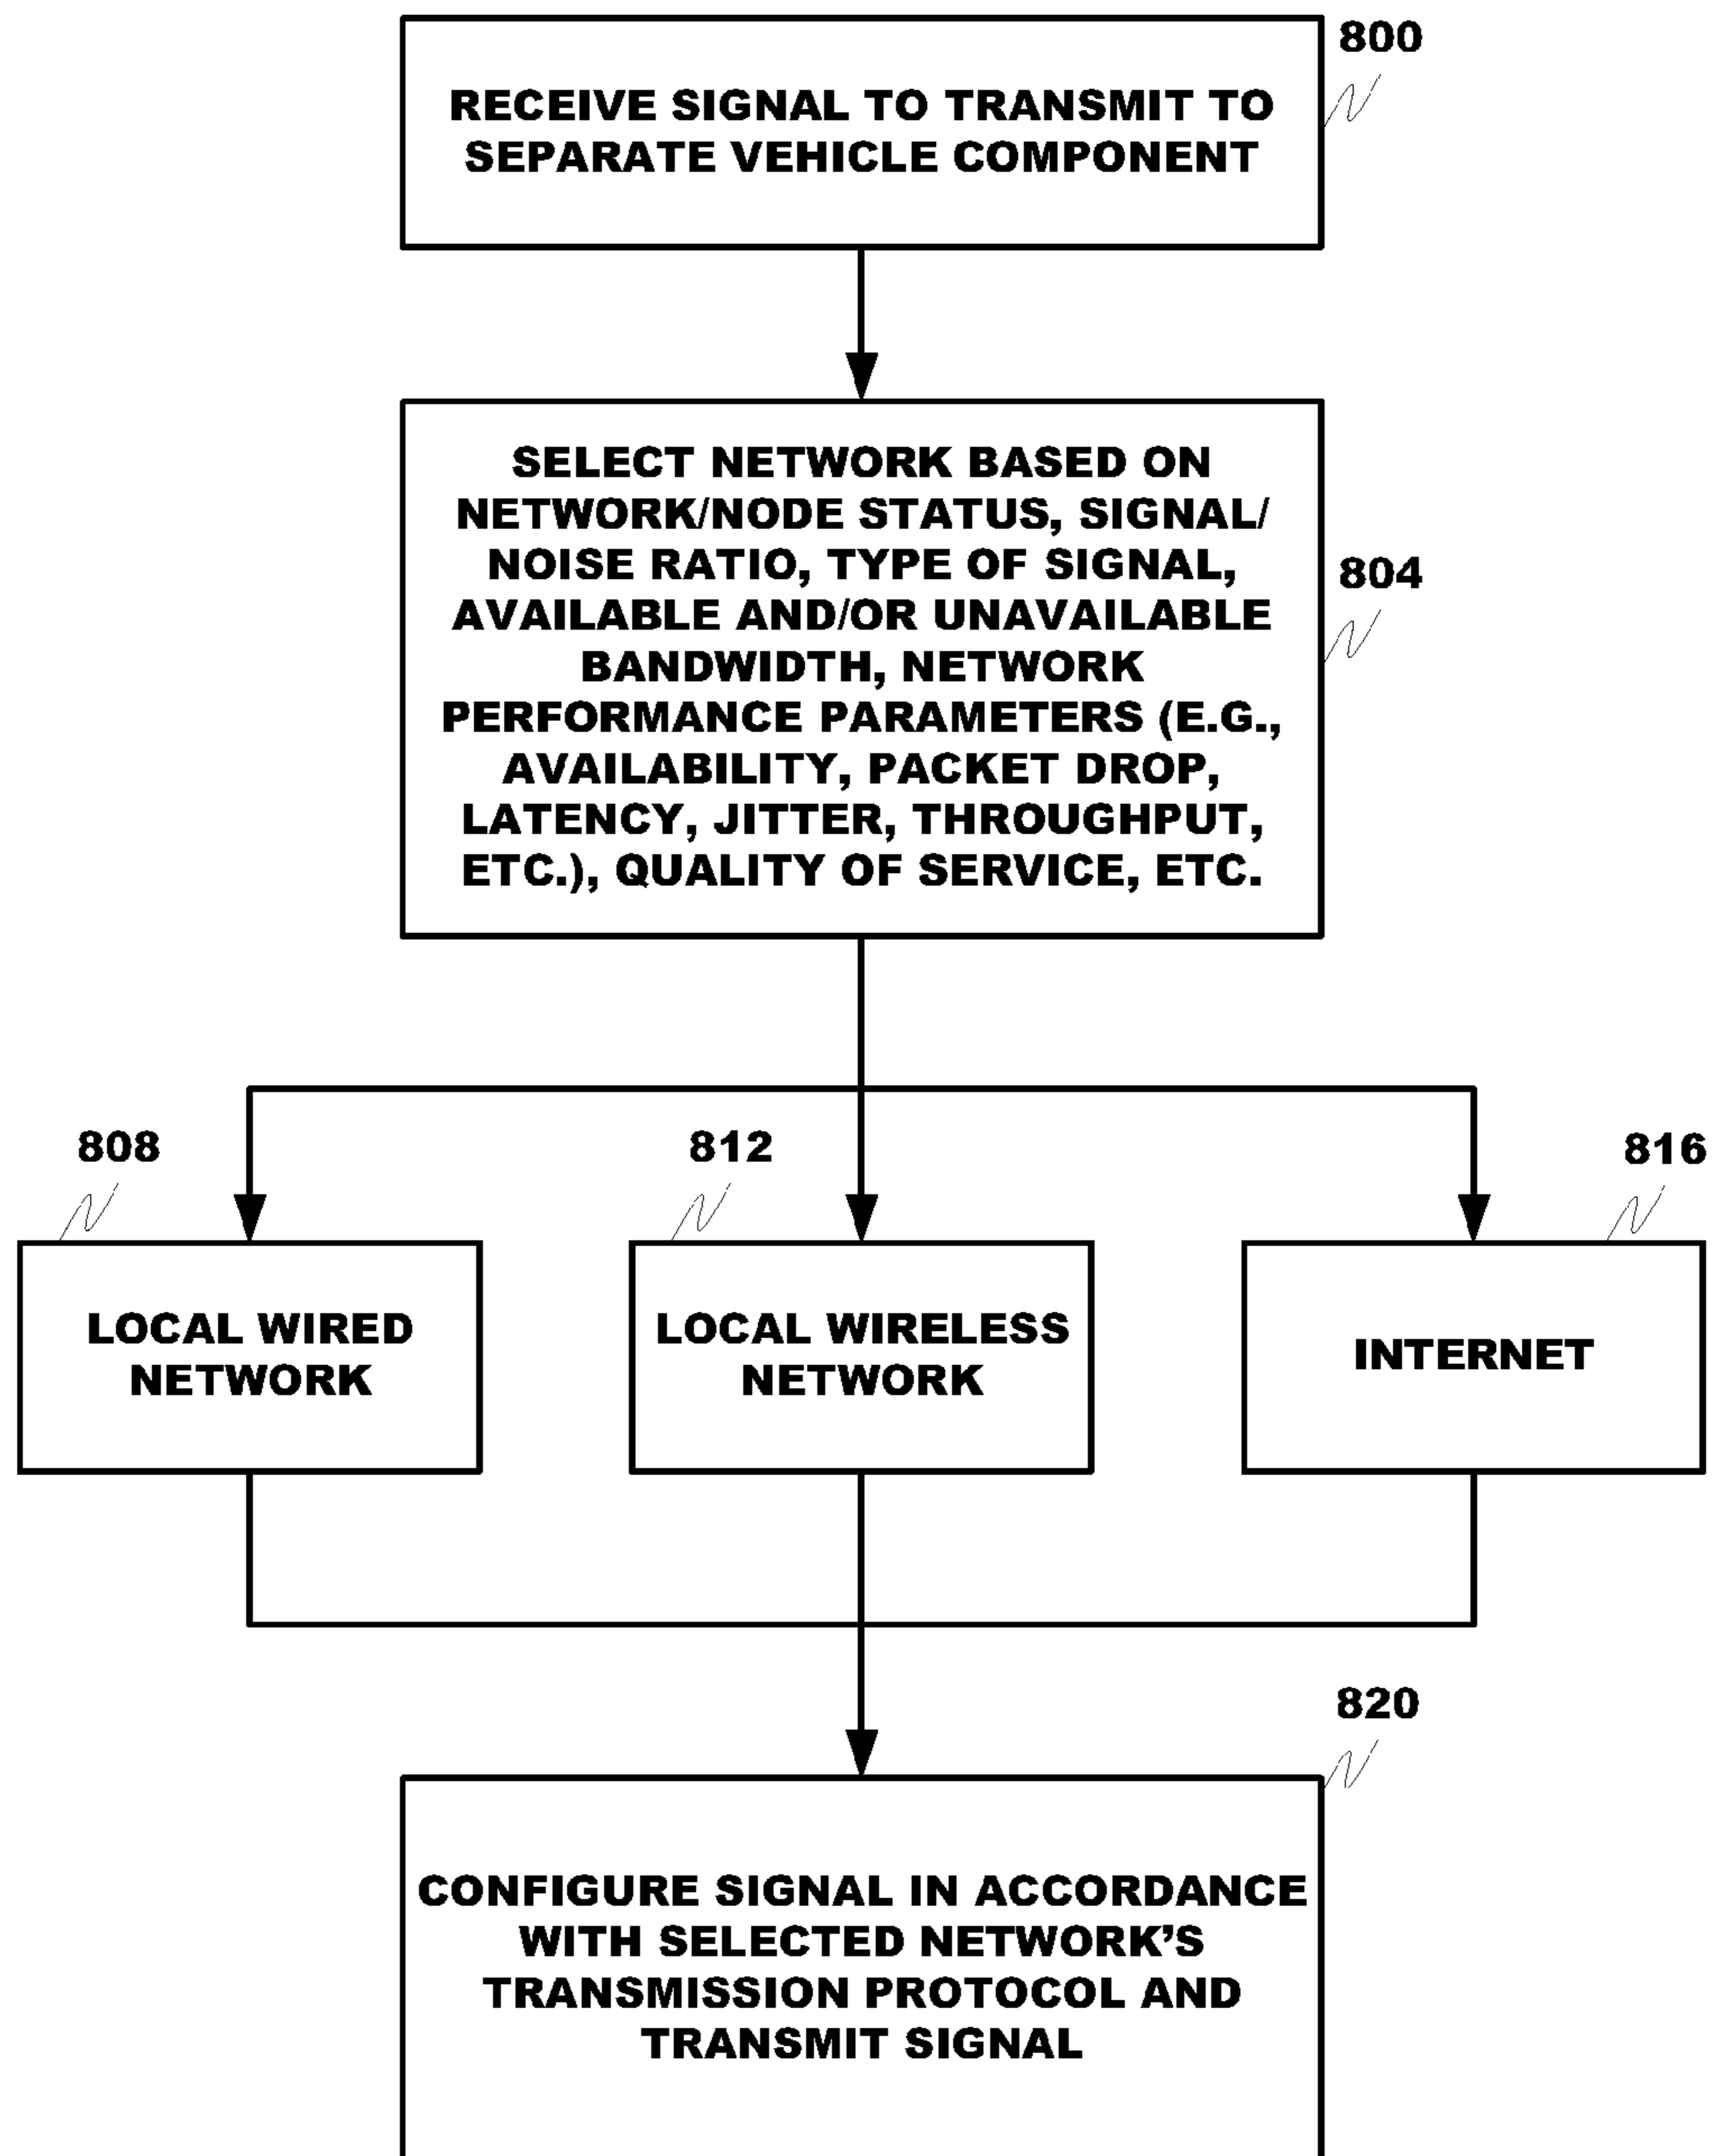 800
RECEIVE SIGNAL TO TRANSMIT TO
SEPARATE VEHICLE COMPONENT
SELECT NETWORK BASED ON
NETWORK/NODE STATUS, SIGNAL/
NOISE RATIO, TYPE OF SIGNAL,
AVAILABLE AND/OR UNAVAILABLE
BANDWIDTH, NETWORK
PERFORMANCE PARAMETERS (E.G.,
AVAILABILITY, PACKET DROP,
LATENCY, JITTER, THROUGHPUT,
ETC.), QUALITY OF SERVICE, ETC.
804
808
812
816
LOCAL WIRED
NETWORK
LOCAL WIRELESS
NETWORK
INTERNET
820
CONFIGURE SIGNAL IN ACCORDANCE
WITH SELECTED NETWORK’S
TRANSMISSION PROTOCOL AND
TRANSMIT SIGNAL